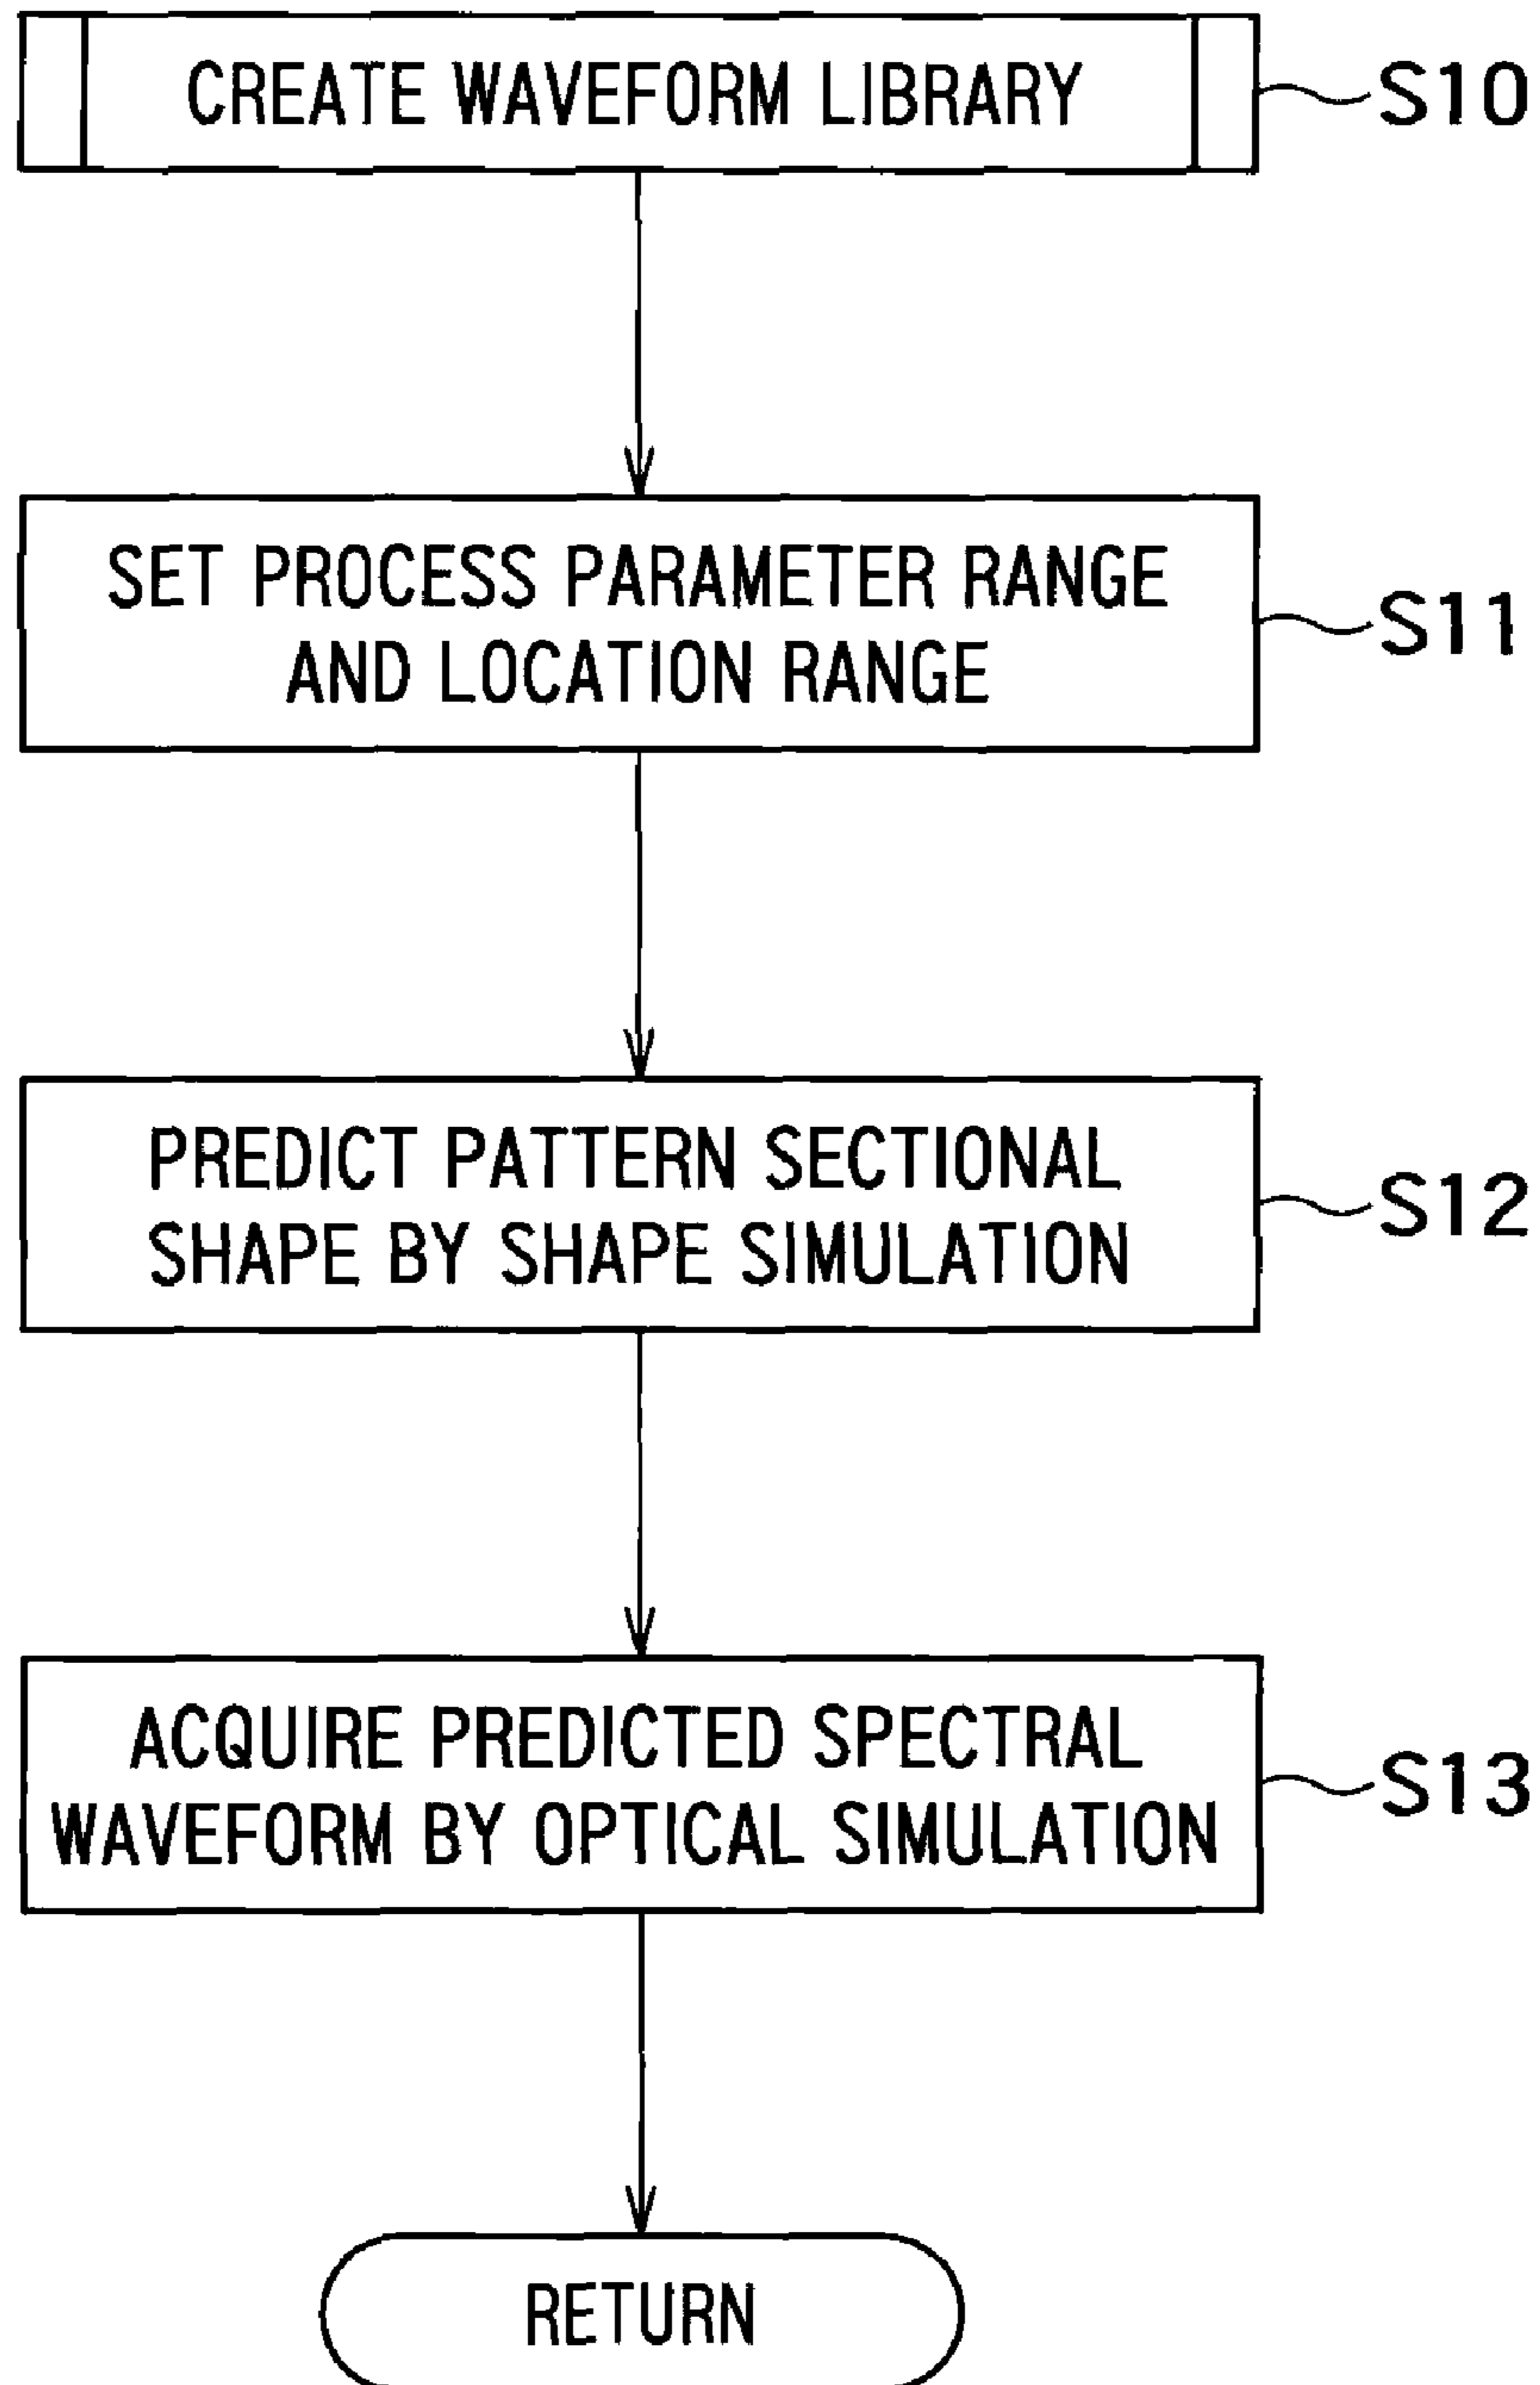 CREATE WAVEFORM LIBRARY
S10
SET PROCESS PARAMETER RANGE
AND LOCATION RANGE
S11
PREDICT PATTERN SECTIONAL
SHAPE BY SHAPE SIMULATION
S12
ACQUIRE PREDICTED SPECTRAL
WAVEFORM BY OPTICAL SIMULATION
S13
RETURN